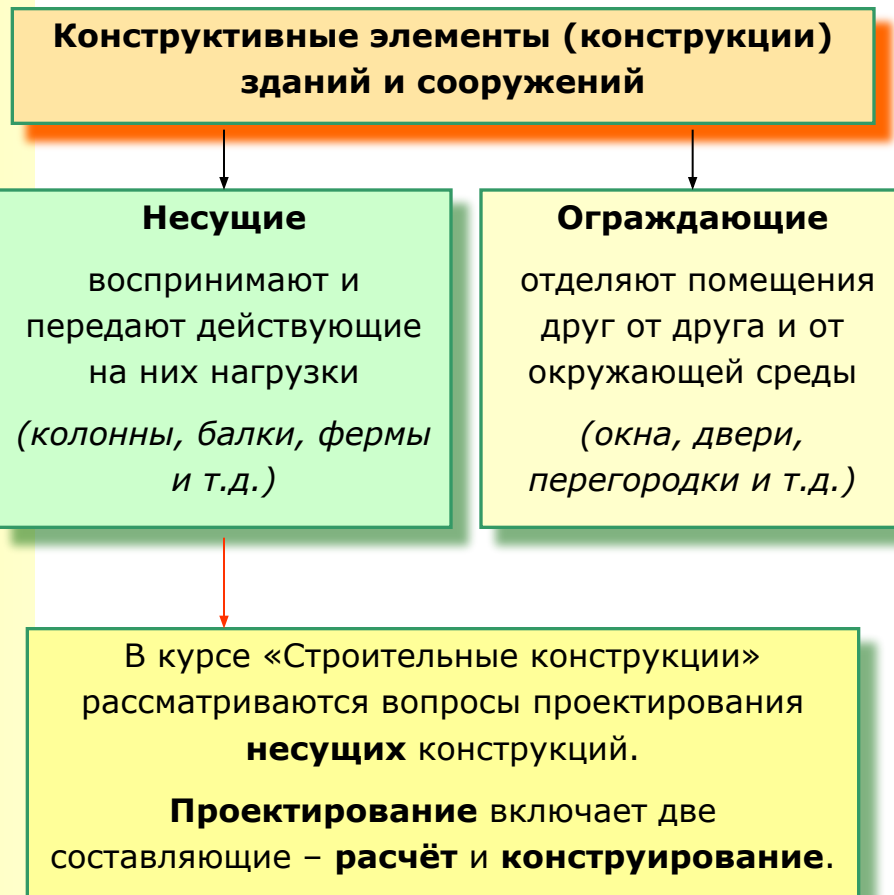 Конструктивные элементы (конструкции)
зданий и сооружений
Несущие
воспринимают и
передают действующие
на них нагрузки
(колонны, балки, фермы
и т.д.)
Ограждающие
отделяют помещения
друг от друга и от
окружающей среды
(окна, двери,
перегородки и т.д.)
В курсе «Строительные конструкции»
рассматриваются вопросы проектирования
несущих конструкций.
Проектирование включает две
составляющие – расчёт и конструирование.